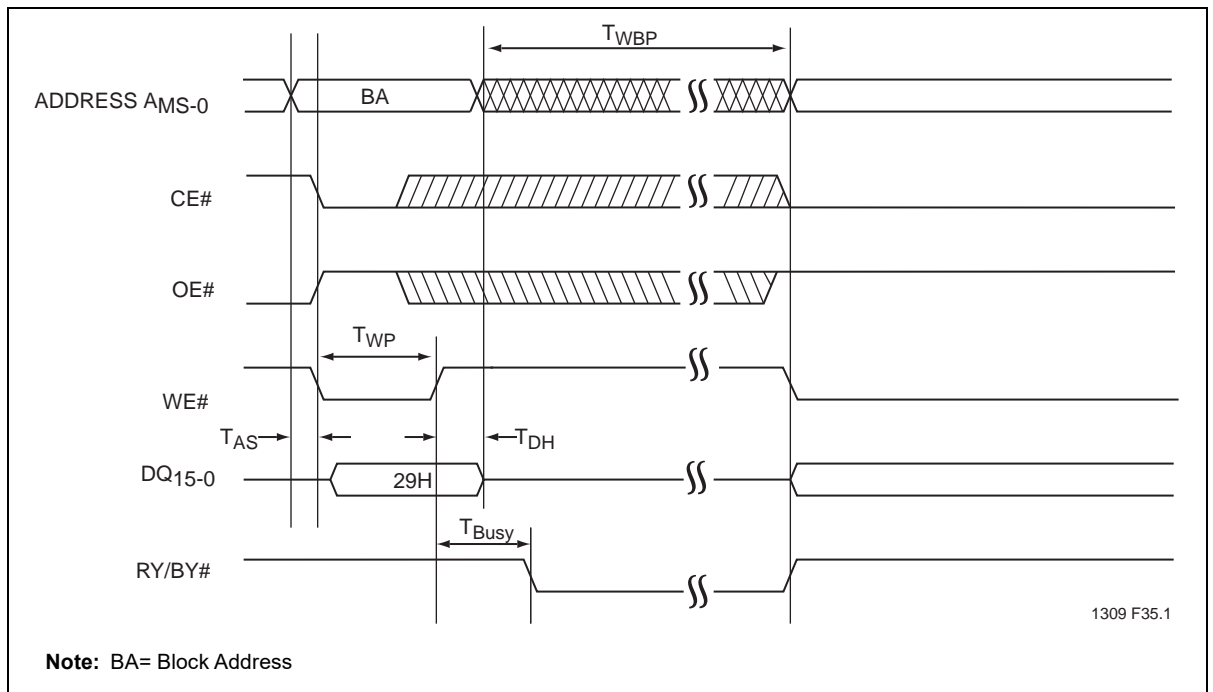 TWBP
ADDRESS AMS-0
BA
CE#
OE#
TWP
WE#
TAS
TDH
DQ15-0
29H
TBusy
RY/BY#
1309 F35.1
Note: BA= Block Address